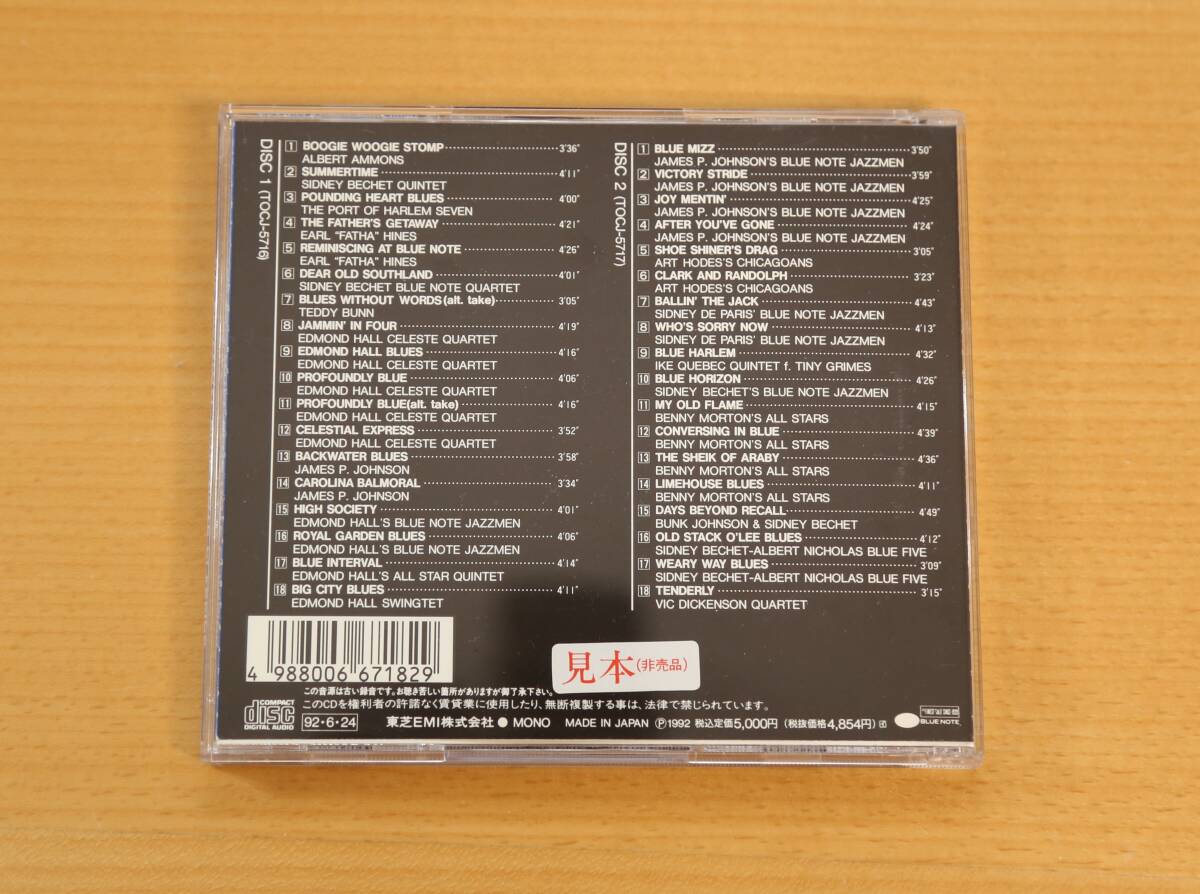 DISC 1 (TOCJ-5716)
1 BOOGIE WOOGIE STOMP 3'36"
ALBERT AMMONS
2 SUMMERTIME 4'11"
SIDNEY BECHET QUINTET
3 POUNDING HEART BLUES 4'00"
THE PORT OF HARLEM SEVEN
4 THE FATHER'S GETAWAY 4'21"
EARL "FATHA" HINES
5 REMINISCING AT BLUE NOTE 4'26"
EARL "FATHA" HINES
6 DEAR OLD SOUTHLAND 4'01"
SIDNEY BECHET BLUE NOTE QUARTET
7 BLUES WITHOUT WORDS(alt. take) 3'05"
TEDDY BUNN
8 JAMMIN' IN FOUR 4'19"
EDMOND HALL CELESTE QUARTET
9 EDMOND HALL BLUES 4'16"
EDMOND HALL CELESTE QUARTET
10 PROFOUNDLY BLUE 4'06"
EDMOND HALL CELESTE QUARTET
11 PROFOUNDLY BLUE(alt. take) 4'16"
EDMOND HALL CELESTE QUARTET
12 CELESTIAL EXPRESS 3'52"
EDMOND HALL CELESTE QUARTET
13 BACKWATER BLUES 3'58"
JAMES P. JOHNSON
14 CAROLINA BALMORAL 3'34"
JAMES P. JOHNSON
15 HIGH SOCIETY 4'01"
EDMOND HALL'S BLUE NOTE JAZZMEN
16 ROYAL GARDEN BLUES 4'06"
EDMOND HALL'S BLUE NOTE JAZZMEN
17 BLUE INTERVAL 4'14"
EDMOND HALL'S ALL STAR QUINTET
18 BIG CITY BLUES 4'11"
EDMOND HALL SWINGTET
DISC 2 (TOCJ-5717)
1 BLUE MIZZ 3'50"
JAMES P. JOHNSON'S BLUE NOTE JAZZMEN
2 VICTORY STRIDE 3'59"
JAMES P. JOHNSON'S BLUE NOTE JAZZMEN
3 JOY MENTIN' 4'25"
JAMES P. JOHNSON'S BLUE NOTE JAZZMEN
4 AFTER YOU'VE GONE 4'24"
JAMES P. JOHNSON'S BLUE NOTE JAZZMEN
5 SHOE SHINER'S DRAG 3'05"
ART HODES'S CHICAGOANS
6 CLARK AND RANDOLPH 3'23"
ART HODES'S CHICAGOANS
7 BALLIN' THE JACK 4'43"
SIDNEY DE PARIS' BLUE NOTE JAZZMEN
8 WHO'S SORRY NOW 4'13"
SIDNEY DE PARIS' BLUE NOTE JAZZMEN
9 BLUE HARLEM 4'32"
IKE QUEBEC QUINTET f. TINY GRIMES
10 BLUE HORIZON 4'26"
SIDNEY BECHET'S BLUE NOTE JAZZMEN
11 MY OLD FLAME 4'15"
BENNY MORTON'S ALL STARS
12 CONVERSING IN BLUE 4'39"
BENNY MORTON'S ALL STARS
13 THE SHEIK OF ARABY 4'36"
BENNY MORTON'S ALL STARS
14 LIMEHOUSE BLUES 4'11"
BENNY MORTON'S ALL STARS
15 DAYS BEYOND RECALL 4'49"
BUNK JOHNSON & SIDNEY BECHET
16 OLD STACK O'LEE BLUES 4'12"
SIDNEY BECHET-ALBERT NICHOLAS BLUE FIVE
17 WEARY WAY BLUES 3'09"
SIDNEY BECHET-ALBERT NICHOLAS BLUE FIVE
18 TENDERLY 3'15"
VIC DICKENSON QUARTET
4 988006 671829
見本(非売品)
この音源は古い録音です。お聴き苦しい箇所がありますが御了承下さい。
このCDを権利者の許諾なく賃貸業に使用したり、無断複製する事は、法律で禁じられています。
COMPACT disc DIGITAL AUDIO
92・6・24
東芝EMI株式会社 ● MONO MADE IN JAPAN Ⓟ1992 税込定価5,000円 (税抜価格4,854円)
BLUE NOTE